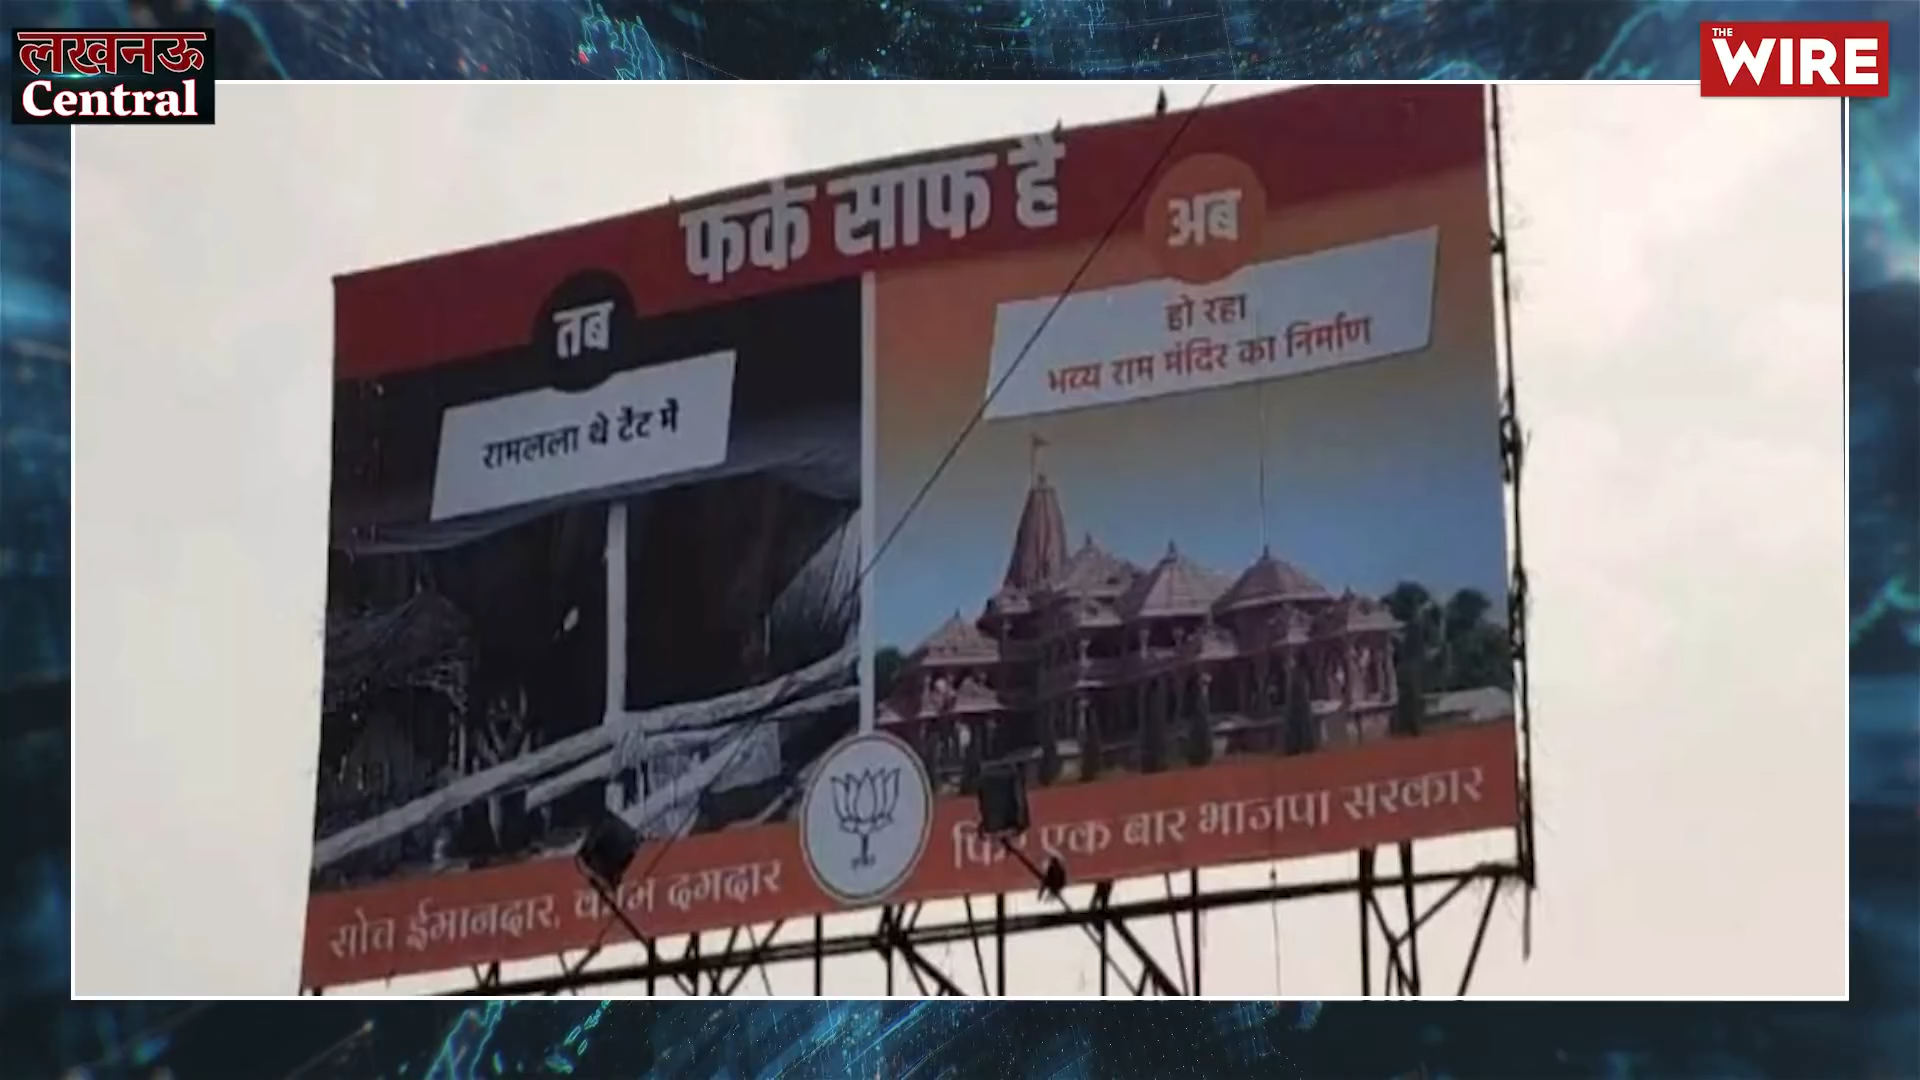 लखनऊ
Central
THE
WIRE
फर्क साफ है
तब
रामलला थे टेंट में
अब
हो रहा
भव्य राम मंदिर का निर्माण
सोच ईमानदार, काम दमदार
फिर एक बार भाजपा सरकार